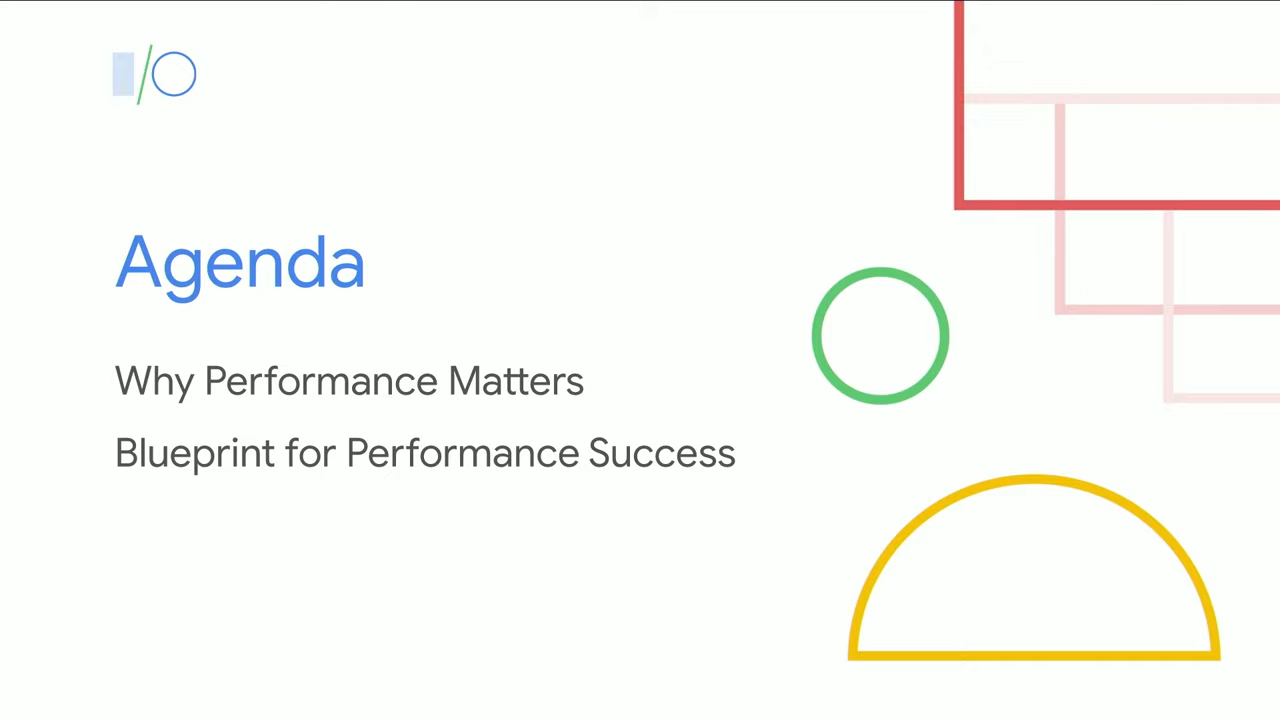 I/O
Agenda
Why Performance Matters
Blueprint for Performance Success